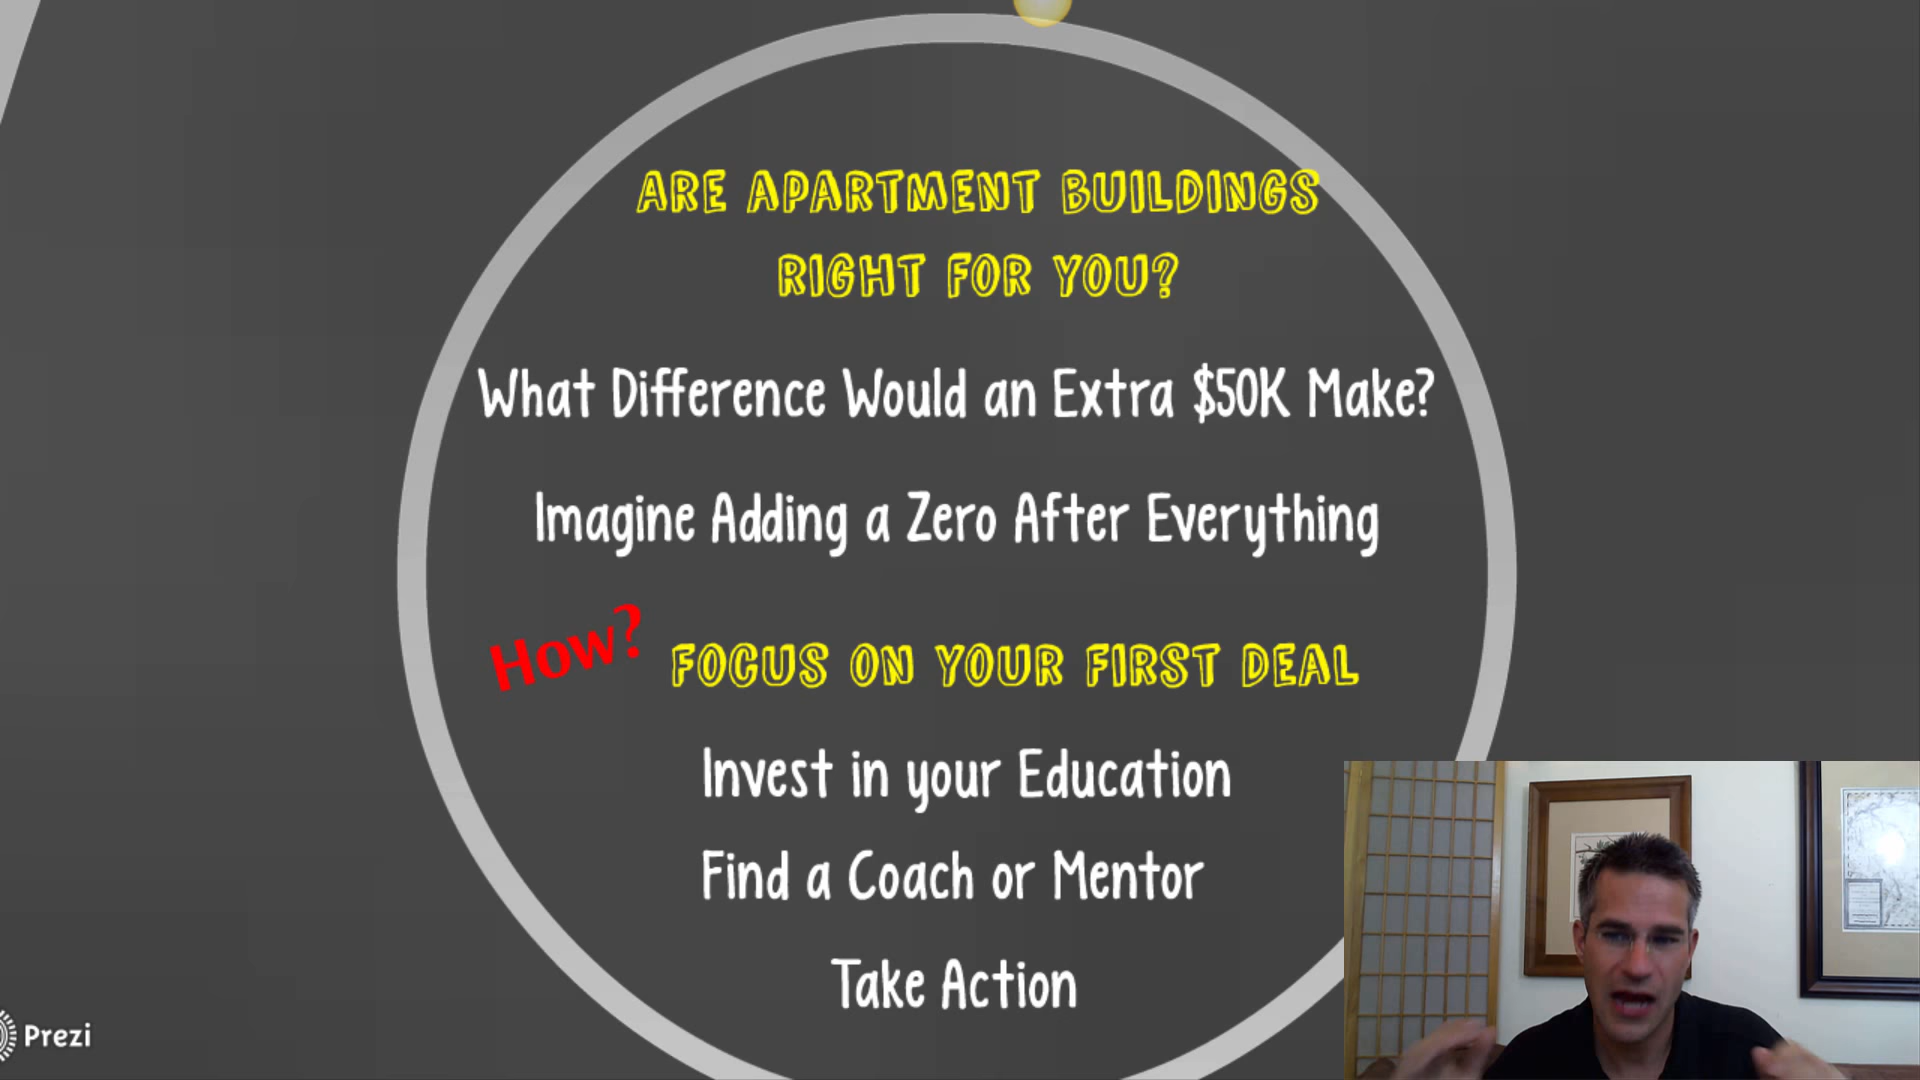 ARE APARTMENT BUILDINGS
RIGHT FOR YOU?
What Difference Would an Extra $50K Make?
Imagine Adding a Zero After Everything
How? FOCUS ON YOUR FIRST DEAL
Invest in your Education
Find a Coach or Mentor
Take Action
Prezi